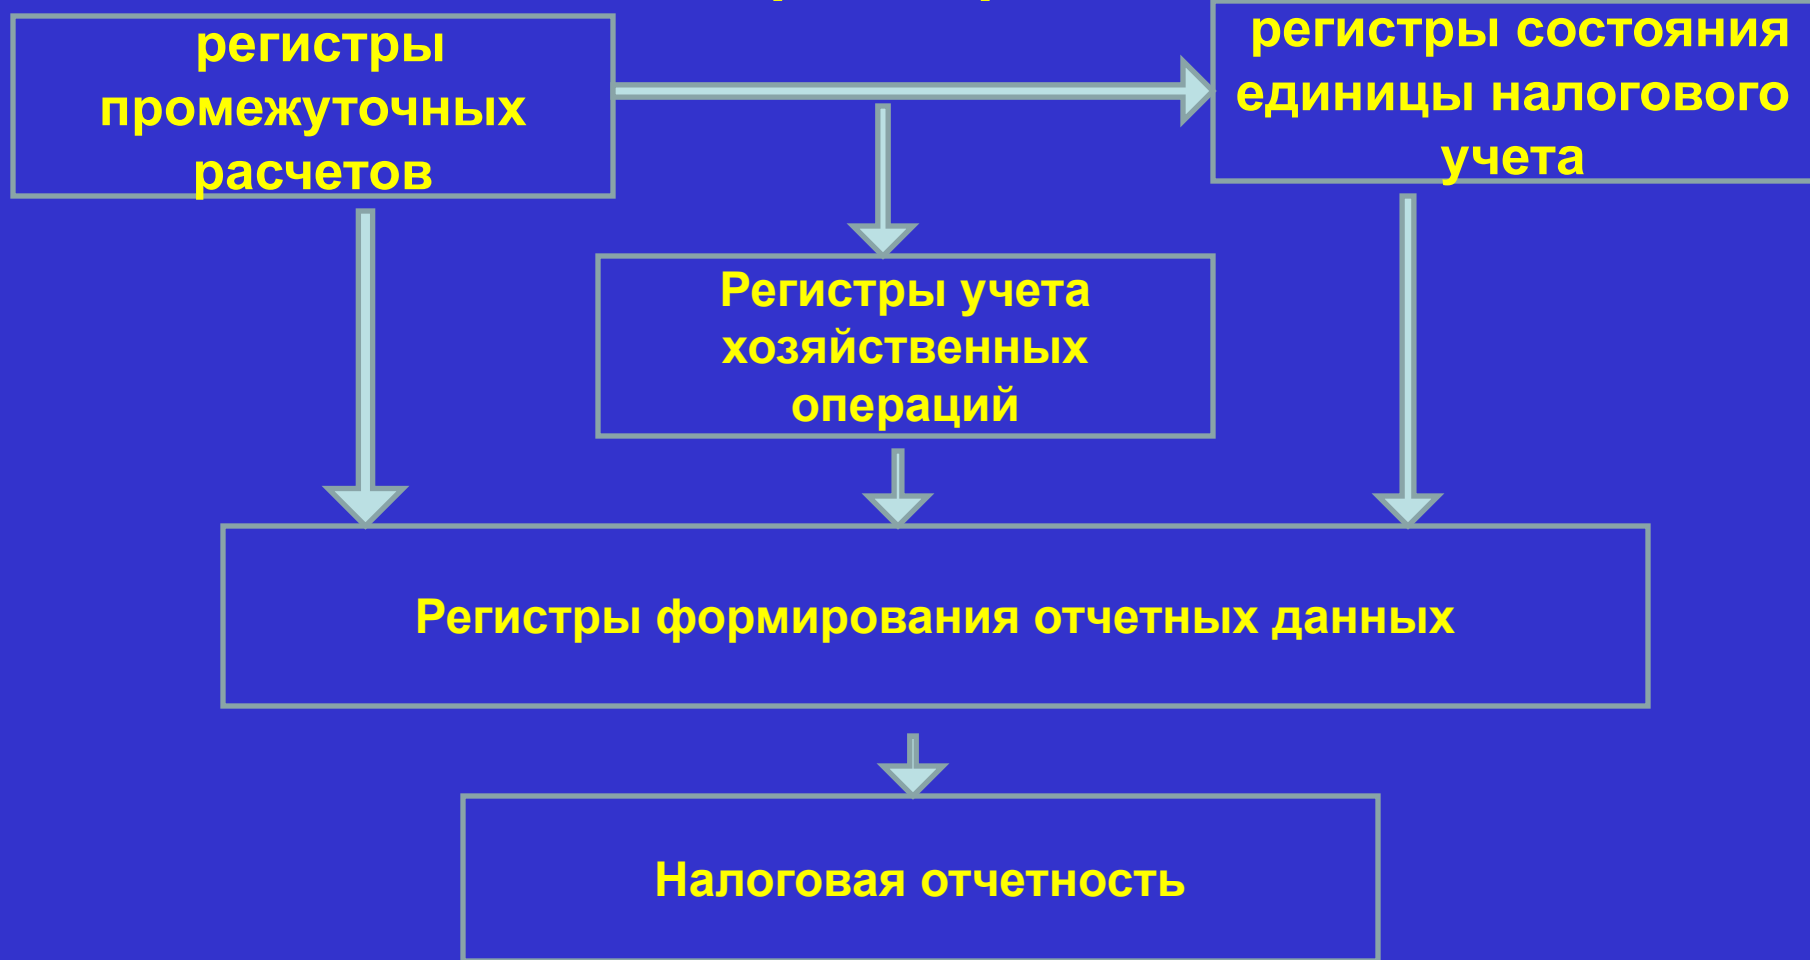 регистры
промежуточных
расчетов
регистры состояния
единицы налогового
учета
Регистры учета
хозяйственных
операций
Регистры формирования отчетных данных
Налоговая отчетность